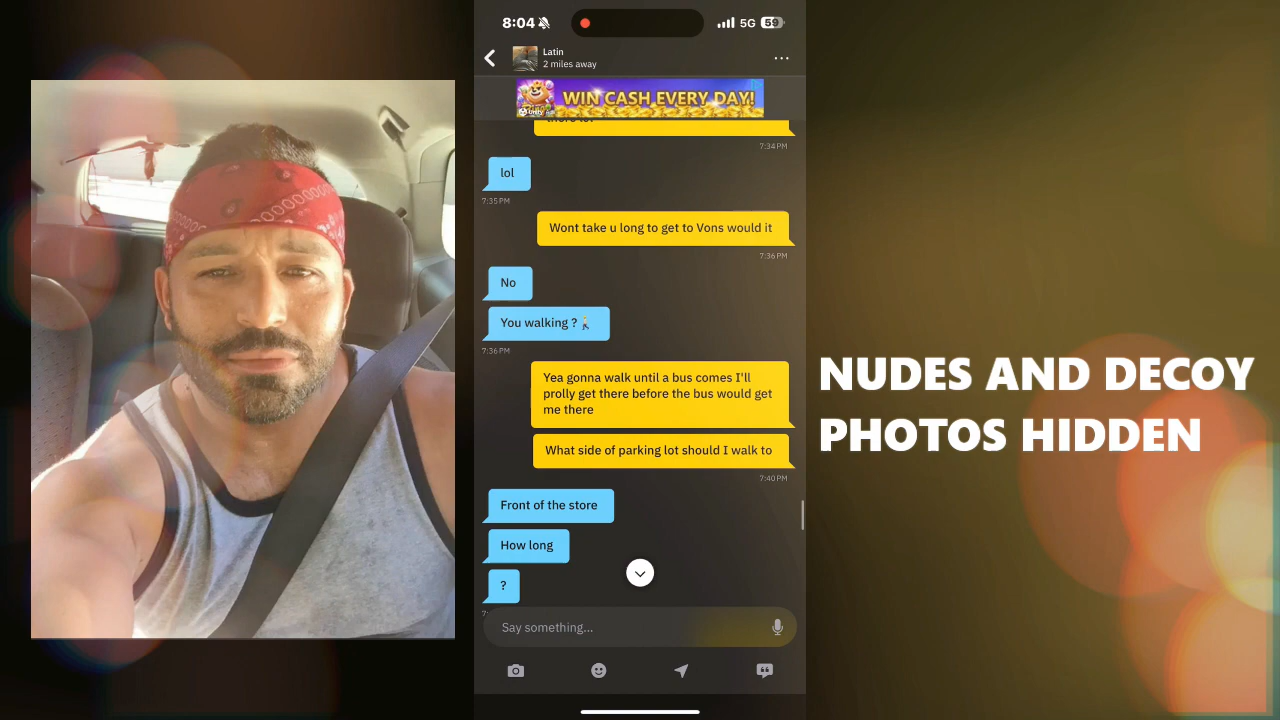 8:04
5G
59
Latin
2 miles away
WIN CASH EVERY DAY!
7:34 PM
lol
7:35 PM
Wont take u long to get to Vons would it
7:36 PM
No
You walking ?
7:36 PM
Yea gonna walk until a bus comes I'll
prolly get there before the bus would get
me there
What side of parking lot should I walk to
7:40 PM
Front of the store
How long
?
Say something...
NUDES AND DECOY
PHOTOS HIDDEN